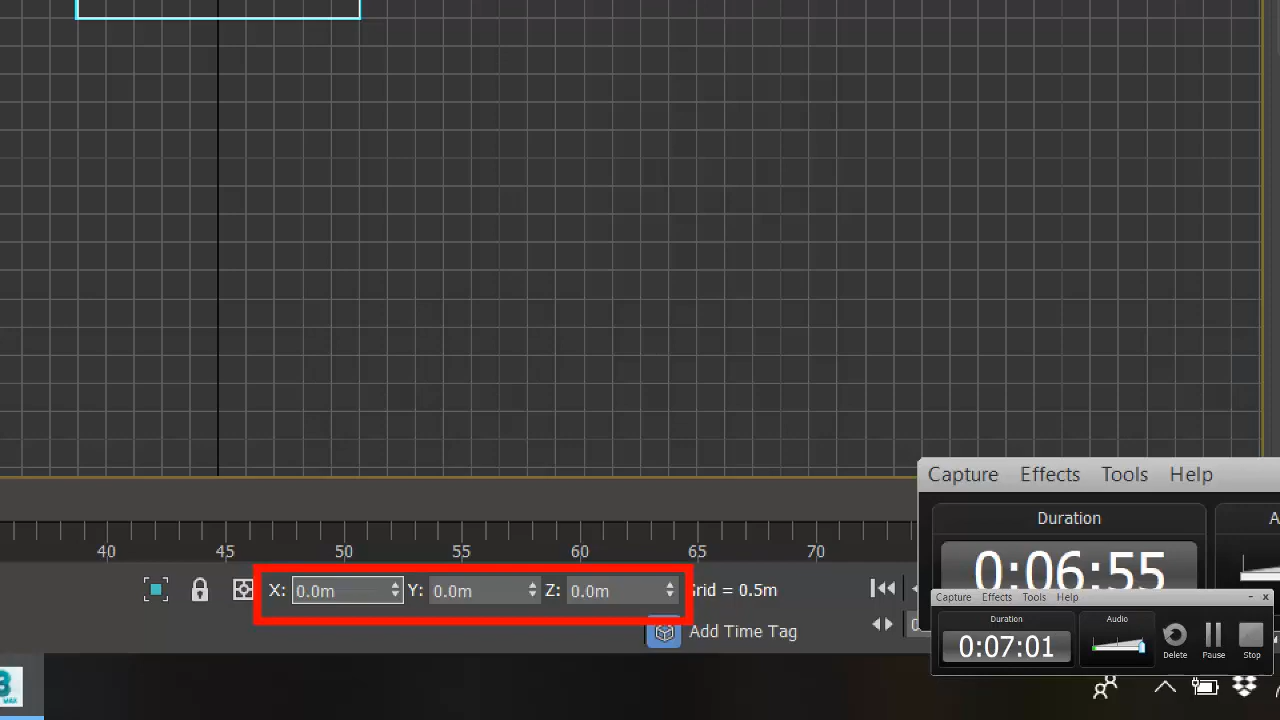 Capture Effects Tools Help
Duration
A
0:06:55
40 45 50 55 60 65 70
X: 0.0m Y: 0.0m Z: 0.0m rid = 0.5m
Add Time Tag
Capture Effects Tools Help
Duration Audio
0:07:01
Delete Pause Stop
MAX